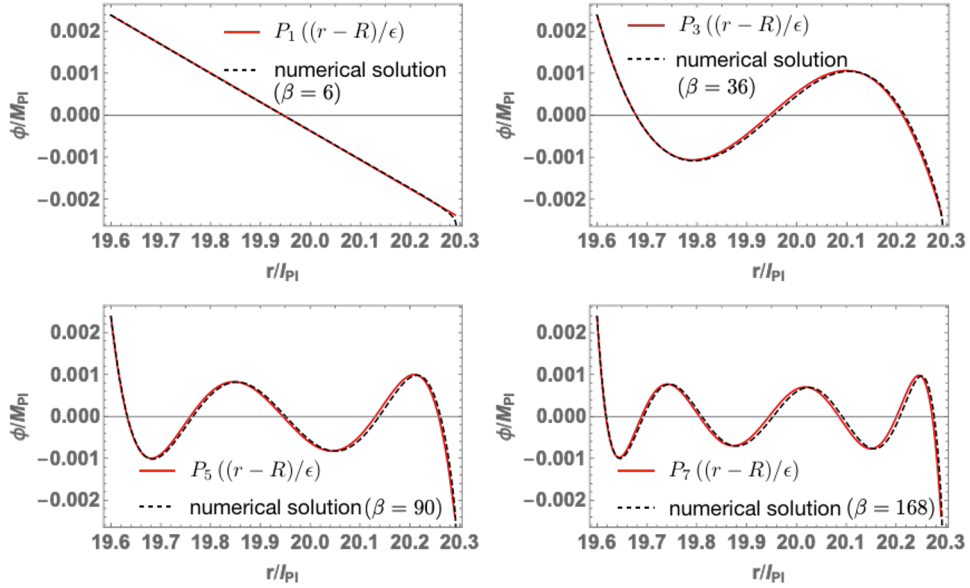 P₁ ((r − R)/ϵ)
numerical solution
(β = 6)
ϕ/M_Pl
0.002
0.001
0.000
−0.001
−0.002
19.6 19.7 19.8 19.9 20.0 20.1 20.2 20.3
r/l_Pl
P₃ ((r − R)/ϵ)
numerical solution
(β = 36)
ϕ/M_Pl
0.002
0.001
0.000
−0.001
−0.002
19.6 19.7 19.8 19.9 20.0 20.1 20.2 20.3
r/l_Pl
ϕ/M_Pl
0.002
0.001
0.000
−0.001
−0.002
P₅ ((r − R)/ϵ)
numerical solution (β = 90)
19.6 19.7 19.8 19.9 20.0 20.1 20.2 20.3
r/l_Pl
ϕ/M_Pl
0.002
0.001
0.000
−0.001
−0.002
P₇ ((r − R)/ϵ)
numerical solution (β = 168)
19.6 19.7 19.8 19.9 20.0 20.1 20.2 20.3
r/l_Pl